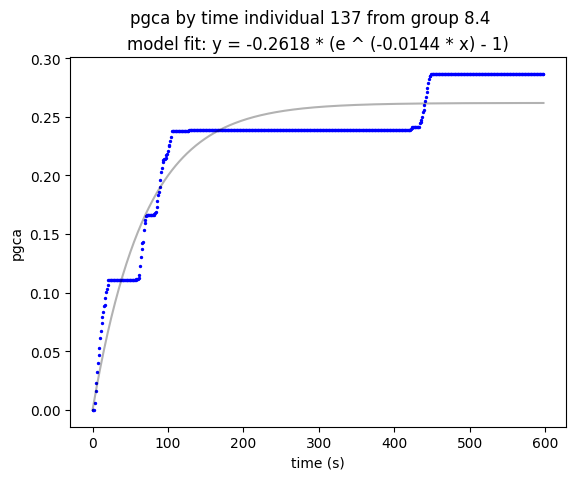 pgca by time individual 137 from group 8.4
model fit: y = -0.2618 * (e ^ (-0.0144 * x) - 1)
0.30
0.25
0.20
0.15
0.10
0.05
0.00
pgca
0 100 200 300 400 500 600
time (s)